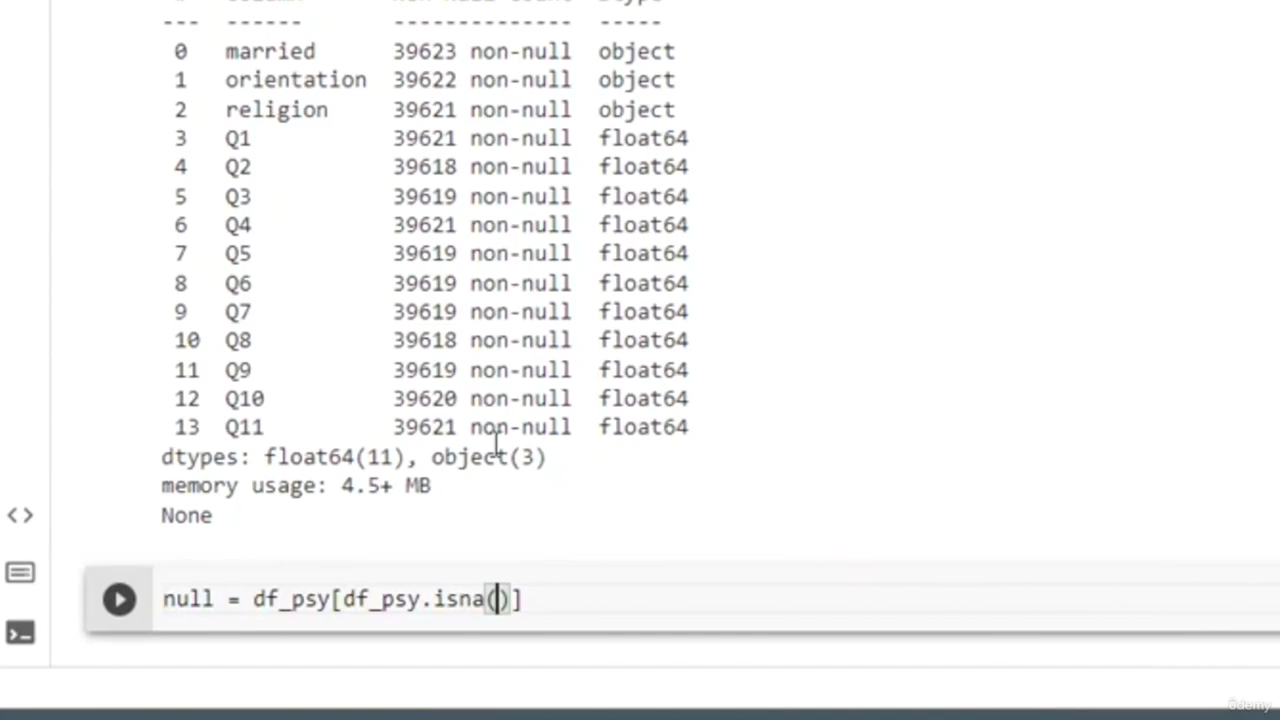 --- ------ -------------- -----
0 married 39623 non-null object
1 orientation 39622 non-null object
2 religion 39621 non-null object
3 Q1 39621 non-null float64
4 Q2 39618 non-null float64
5 Q3 39619 non-null float64
6 Q4 39621 non-null float64
7 Q5 39619 non-null float64
8 Q6 39619 non-null float64
9 Q7 39619 non-null float64
10 Q8 39618 non-null float64
11 Q9 39619 non-null float64
12 Q10 39620 non-null float64
13 Q11 39621 non-null float64
dtypes: float64(11), object(3)
memory usage: 4.5+ MB
None
null = df_psy[df_psy.isna()]
ûdemy